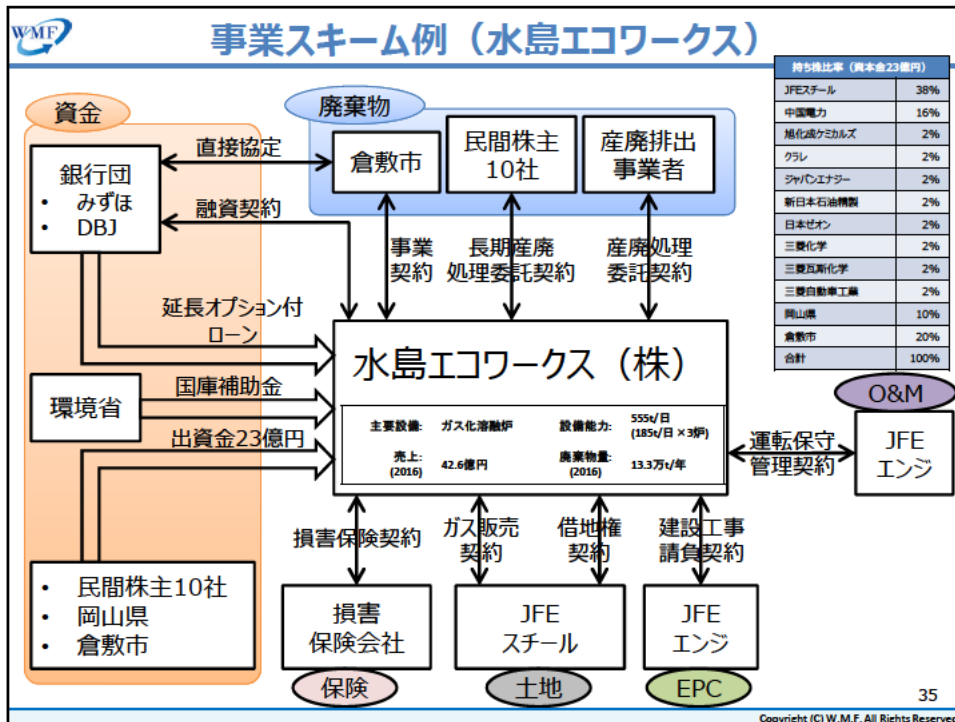 WMF
事業スキーム例（水島エコワークス）
持ち株比率（資本金23億円）
JFEスチール 38%
中国電力 16%
旭化成ケミカルズ 2%
クラレ 2%
ジャパンエナジー 2%
新日本石油精製 2%
日本ゼオン 2%
三菱化学 2%
三菱瓦斯化学 2%
三菱自動車工業 2%
岡山県 10%
倉敷市 20%
合計 100%
資金
銀行団
• みずほ
• DBJ
直接協定
融資契約
廃棄物
倉敷市
民間株主
10社
産廃排出
事業者
事業
契約
長期産廃
処理委託契約
産廃処理
委託契約
延長オプション付
ローン
環境省
国庫補助金
出資金23億円
水島エコワークス（株）
主要設備: ガス化溶融炉
設備能力: 555t/日
(185t/日×3炉)
売上:
(2016)
42.6億円
廃棄物量:
(2016)
13.3万t/年
O&M
運転保守
管理契約
JFE
エンジ
• 民間株主10社
• 岡山県
• 倉敷市
損害保険契約
ガス販売
契約
借地権
契約
建設工事
請負契約
損害
保険会社
JFE
スチール
JFE
エンジ
保険
土地
EPC
35
Copyright (C) W.M.F. All Rights Reserved